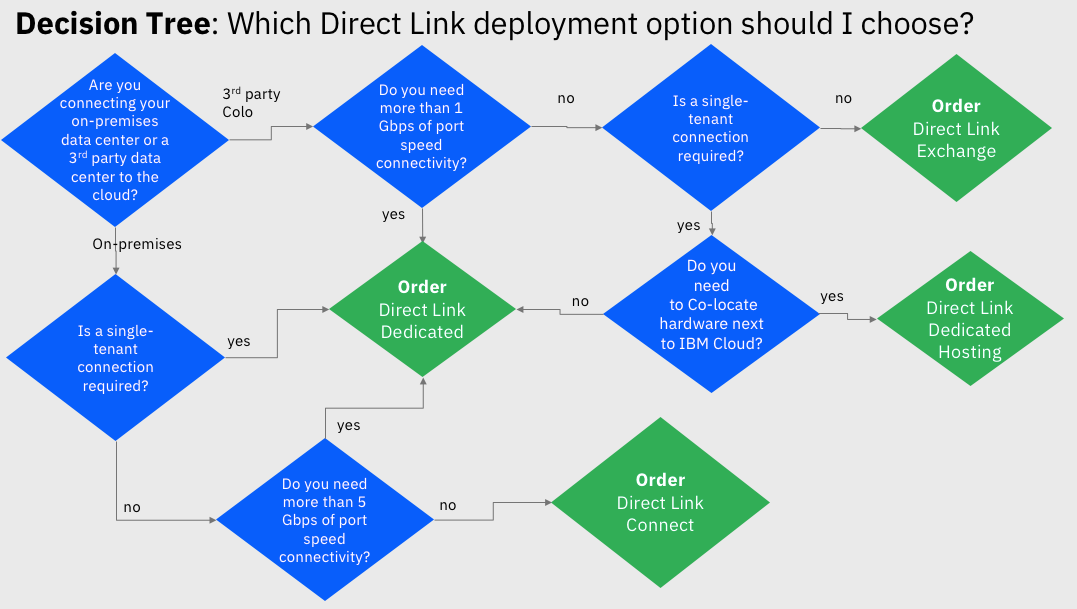 Decision Tree: Which Direct Link deployment option should I choose?
Are you
connecting your
on-premises
data center or a
3rd party data
center to the
cloud?
3rd party
Colo
Do you need
more than 1
Gbps of port
speed
connectivity?
no
Is a single-
tenant
connection
required?
no
Order
Direct Link
Exchange
On-premises
yes
yes
Is a single-
tenant
connection
required?
yes
Order
Direct Link
Dedicated
no
Do you
need
to Co-locate
hardware next
to IBM Cloud?
yes
Order
Direct Link
Dedicated
Hosting
no
Do you need
more than 5
Gbps of port
speed
connectivity?
yes
no
Order
Direct Link
Connect